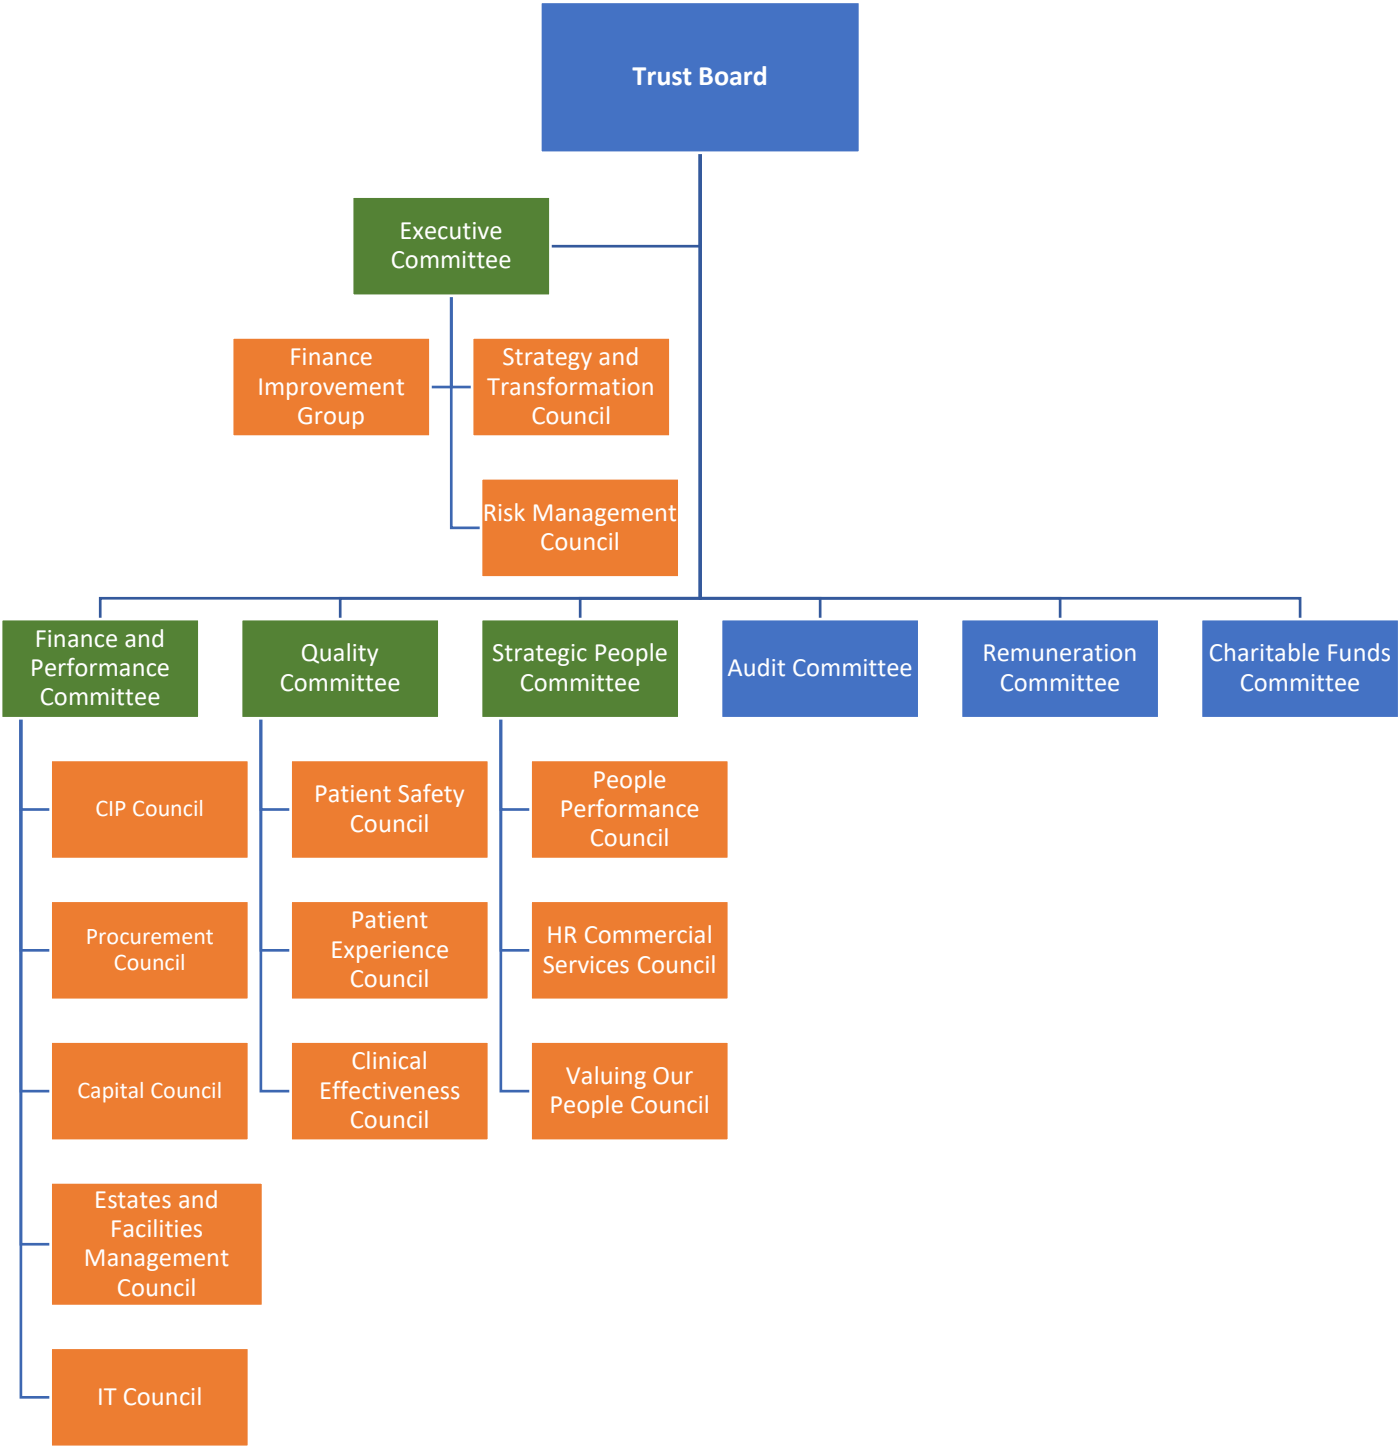 Trust Board
Executive
Committee
Finance
Improvement
Group
Strategy and
Transformation
Council
Risk Management
Council
Finance and
Performance
Committee
Quality
Committee
Strategic People
Committee
Audit Committee
Remuneration
Committee
Charitable Funds
Committee
CIP Council
Patient Safety
Council
People
Performance
Council
Procurement
Council
Patient
Experience
Council
HR Commercial
Services Council
Capital Council
Clinical
Effectiveness
Council
Valuing Our
People Council
Estates and
Facilities
Management
Council
IT Council